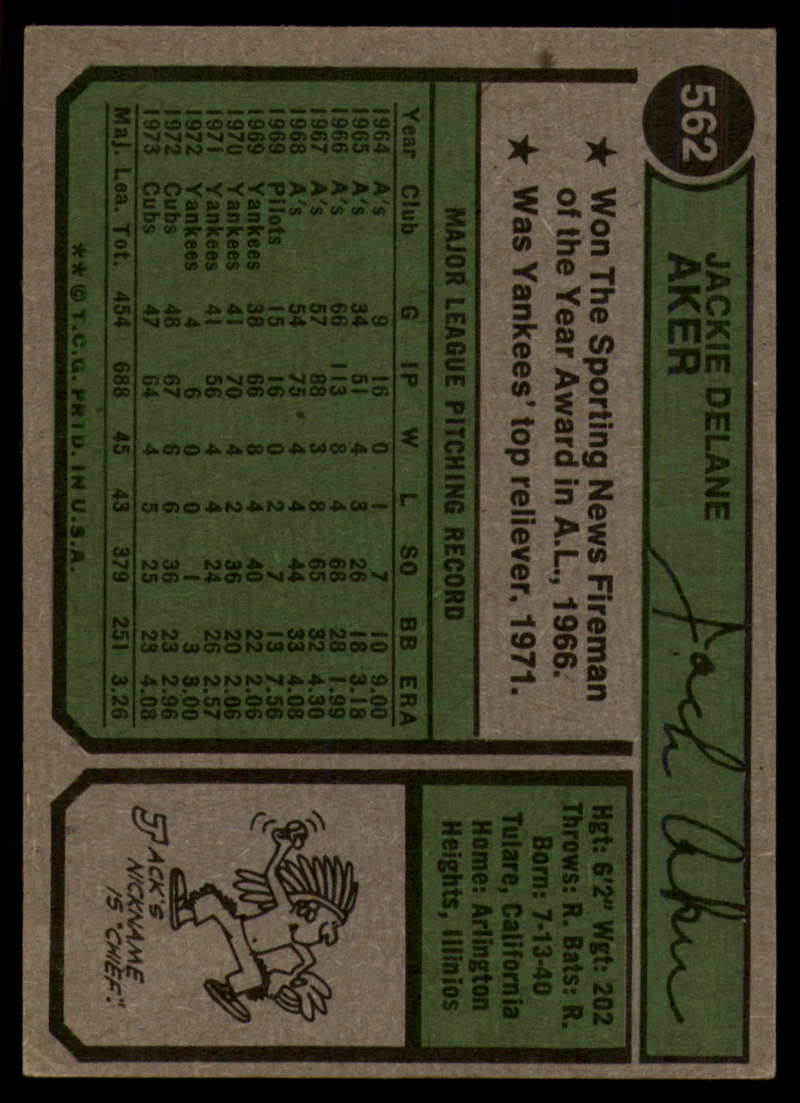 562
JACKIE DELANE
AKER
Jack Aker
★ Won The Sporting News Fireman
of the Year Award in A.L., 1966.
★ Was Yankees' top reliever, 1971.
MAJOR LEAGUE PITCHING RECORD
Year Club G IP W L SO BB ERA
1964 A's 9 16 0 1 7 10 9.00
1965 A's 34 51 4 3 26 18 3.18
1966 A's 66 113 8 4 68 28 1.99
1967 A's 57 88 3 8 65 32 4.30
1968 A's 54 75 4 4 44 33 4.08
1969 Pilots 15 16 0 2 7 13 7.56
1969 Yankees 38 66 8 4 40 22 2.06
1970 Yankees 41 70 4 2 36 20 2.06
1971 Yankees 41 56 4 4 24 26 2.57
1972 Yankees 4 6 0 0 1 3 3.00
1972 Cubs 48 67 6 6 36 23 2.96
1973 Cubs 47 64 4 5 25 23 4.08
Maj. Lea. Tot. 454 688 45 43 379 251 3.26
** © T.C.G. PRTD. IN U.S.A.
Hgt: 6'2" Wgt: 202
Throws: R. Bats: R.
Born: 7-13-40
Tulare, California
Home: Arlington
Heights, Illinios
JACK'S
NICKNAME
IS "CHIEF."